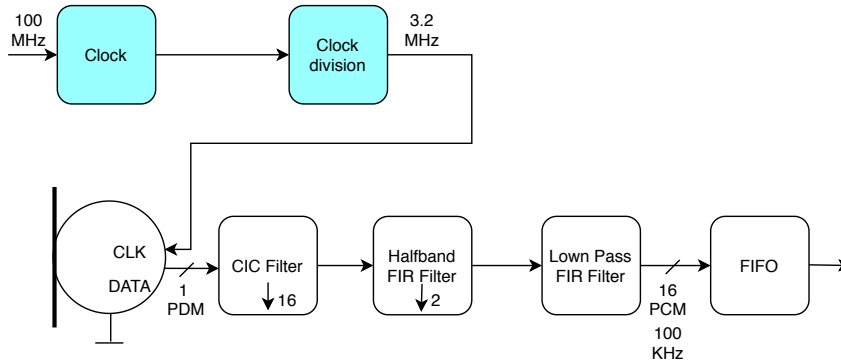 100
MHz
Clock
Clock
division
3.2
MHz
CLK
DATA
1
PDM
CIC Filter
16
Halfband
FIR Filter
2
Lown Pass
FIR Filter
16
PCM
100
KHz
FIFO